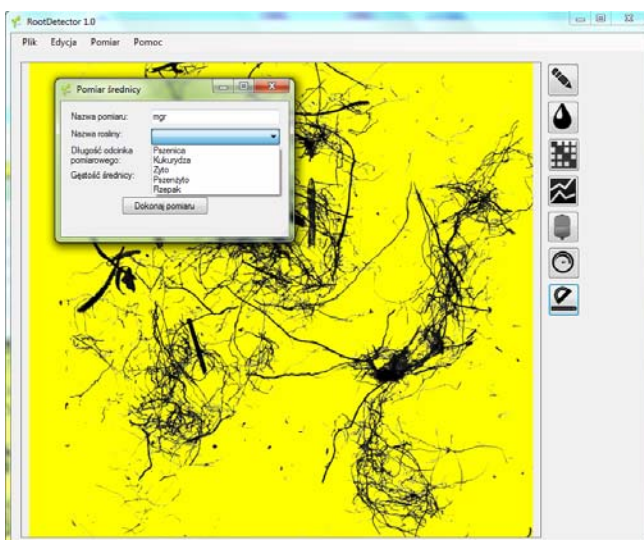 RootDetector 1.0
Plik Edycja Pomiar Pomoc
Pomiar średnicy
Nazwa pomiaru: mgr
Nazwa rośliny:
Długość odcinka
pomiarowego:
Gęstość średnicy:
Pszenica
Kukurydza
Żyto
Pszenżyto
Rzepak
Dokonaj pomiaru